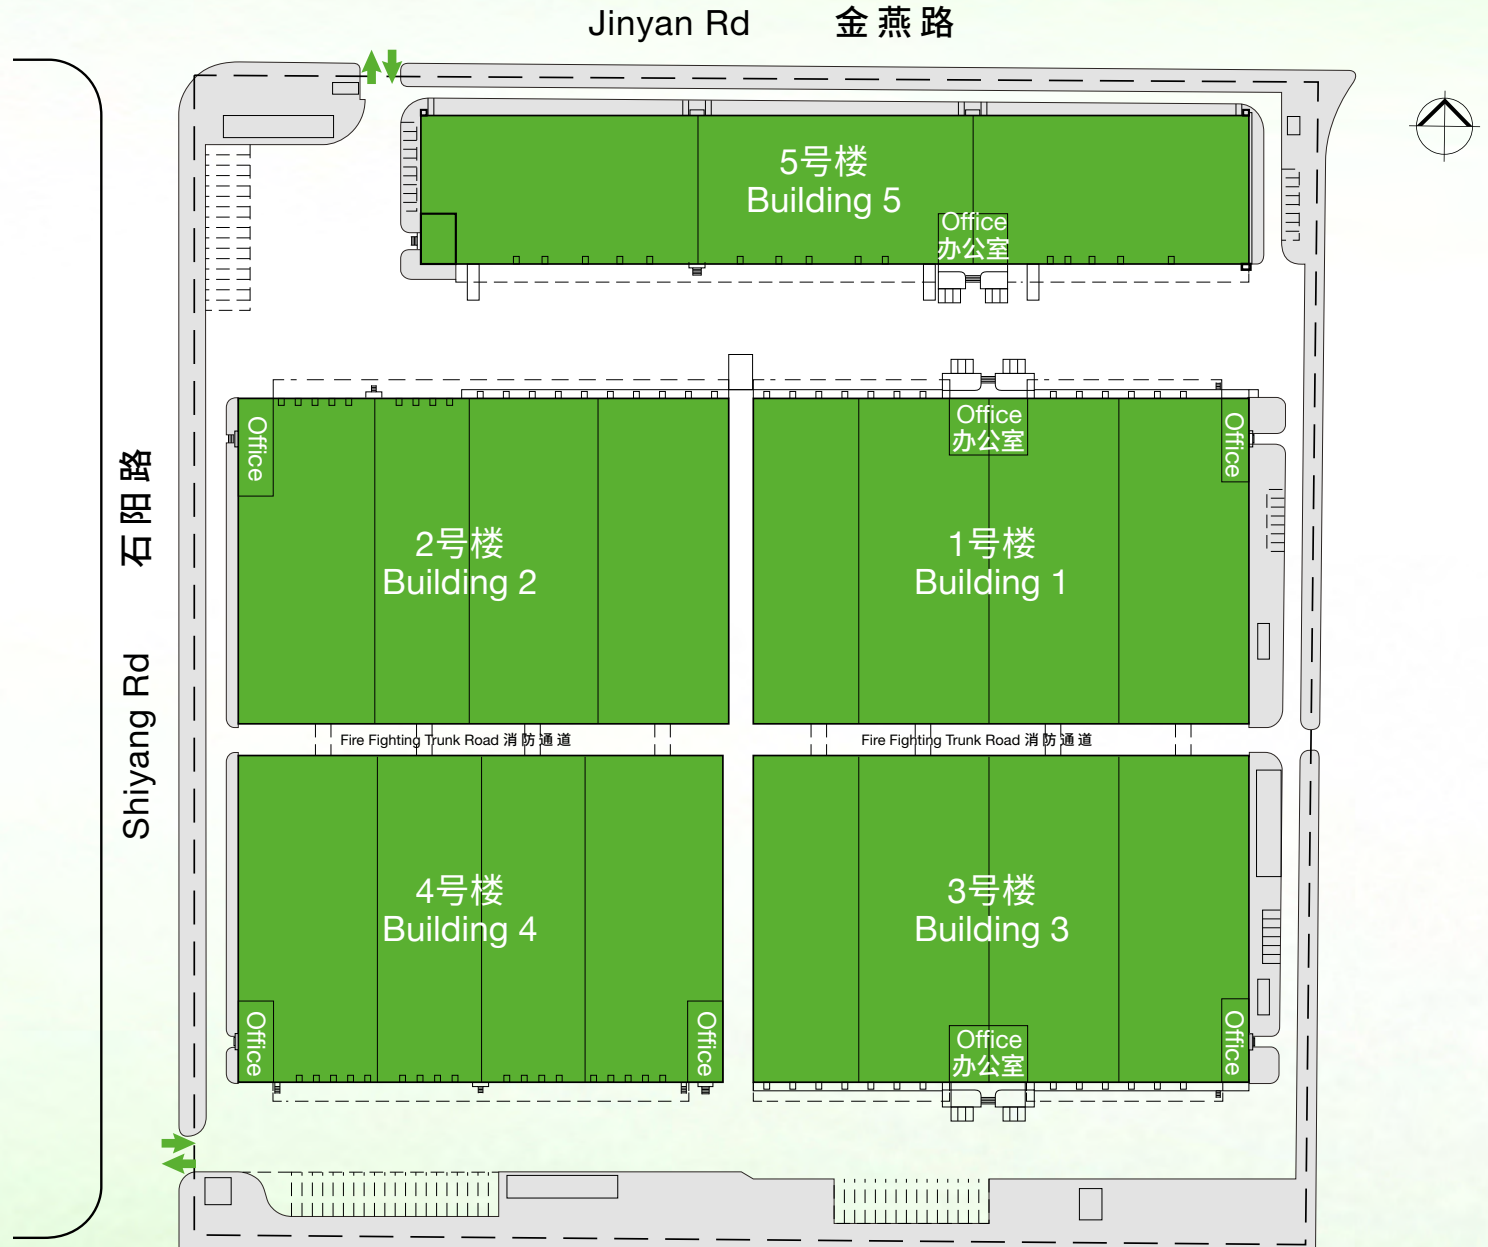 Jinyan Rd 金燕路
5号楼
Building 5
Office
办公室
石阳路
Shiyang Rd
Office
2号楼
Building 2
Office
办公室
Office
1号楼
Building 1
Fire Fighting Trunk Road 消防通道
Fire Fighting Trunk Road 消防通道
4号楼
Building 4
Office
Office
3号楼
Building 3
Office
办公室
Office